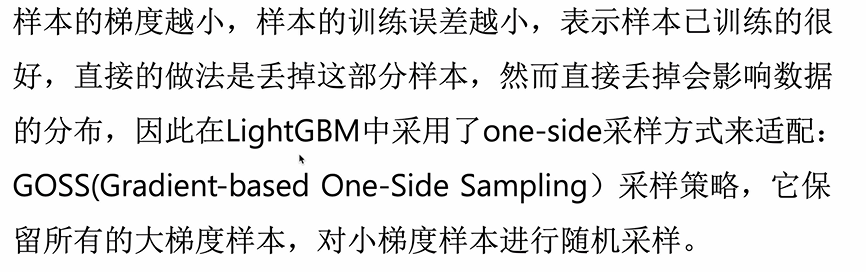 样本的梯度越小，样本的训练误差越小，表示样本已训练的很
好，直接的做法是丢掉这部分样本，然而直接丢掉会影响数据
的分布，因此在LightGBM中采用了one-side采样方式来适配：
GOSS(Gradient-based One-Side Sampling）采样策略，它保
留所有的大梯度样本，对小梯度样本进行随机采样。